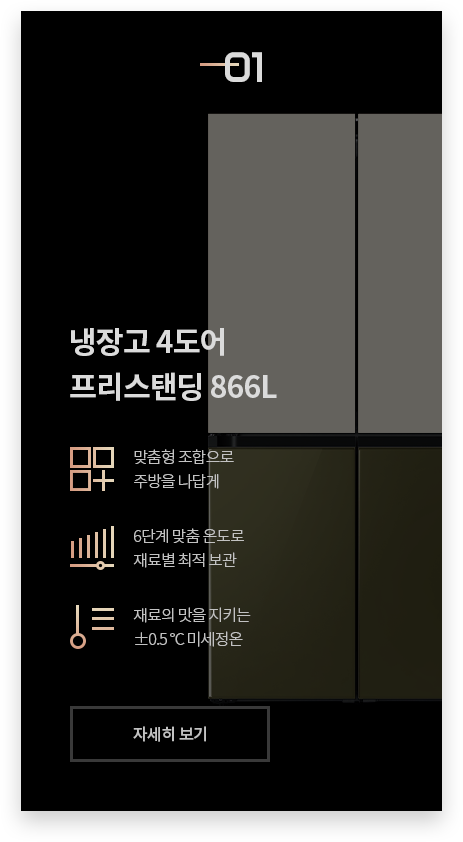 01
냉장고 4도어
프리스탠딩 866L
맞춤형 조합으로
주방을 나답게
6단계 맞춤 온도로
재료별 최적 보관
재료의 맛을 지키는
±0.5℃ 미세정온
자세히 보기